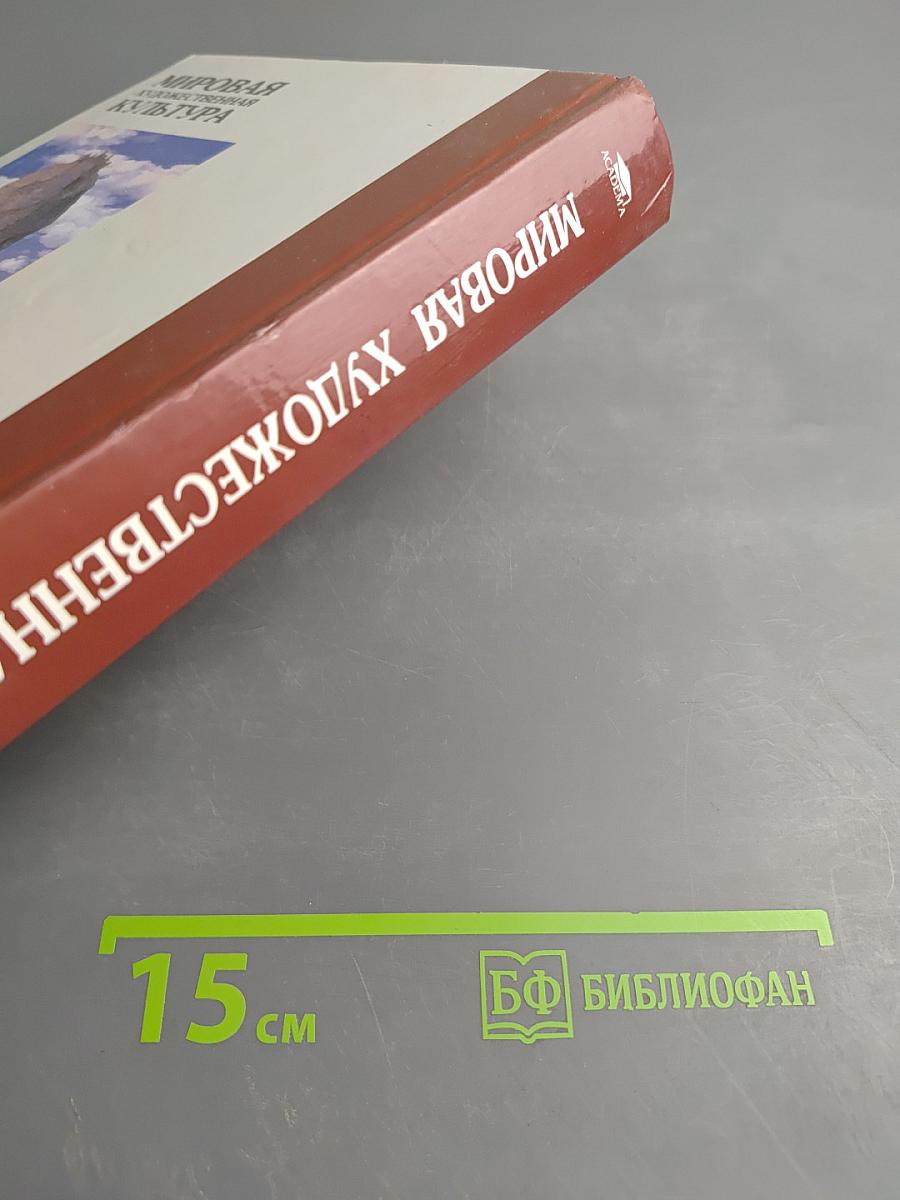 МИРОВАЯ
ХУДОЖЕСТВЕННАЯ
КУЛЬТУРА
ACADEMA
МИРОВАЯ ХУДОЖЕСТВЕНН
15 см
БФ БИБЛИОФАН